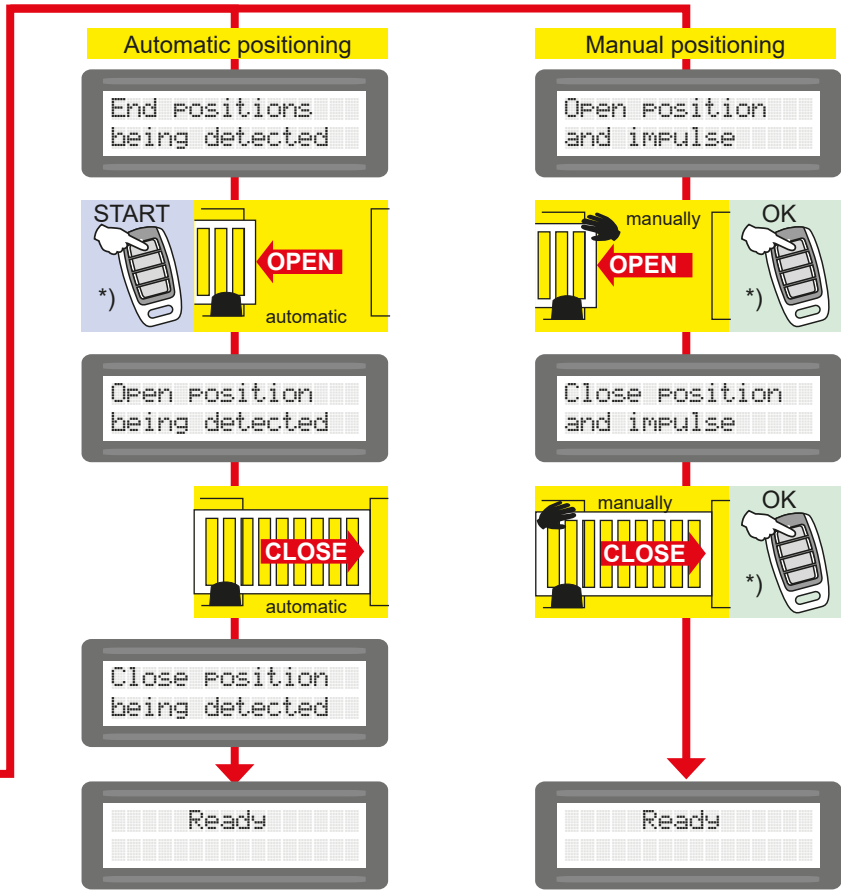 Automatic positioning
End positions
being detected
START
*)
OPEN
automatic
Open position
being detected
CLOSE
automatic
Close position
being detected
Ready
Manual positioning
Open position
and impulse
manually
OPEN
OK
*)
Close position
and impulse
manually
CLOSE
OK
*)
Ready